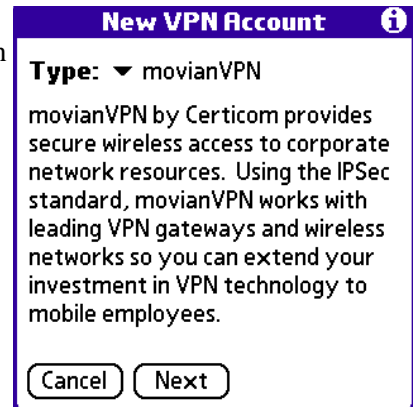 New VPN Account i
n
Type: movianVPN
movianVPN by Certicom provides
secure wireless access to corporate
network resources. Using the IPSec
standard, movianVPN works with
leading VPN gateways and wireless
networks so you can extend your
investment in VPN technology to
mobile employees.
Cancel Next